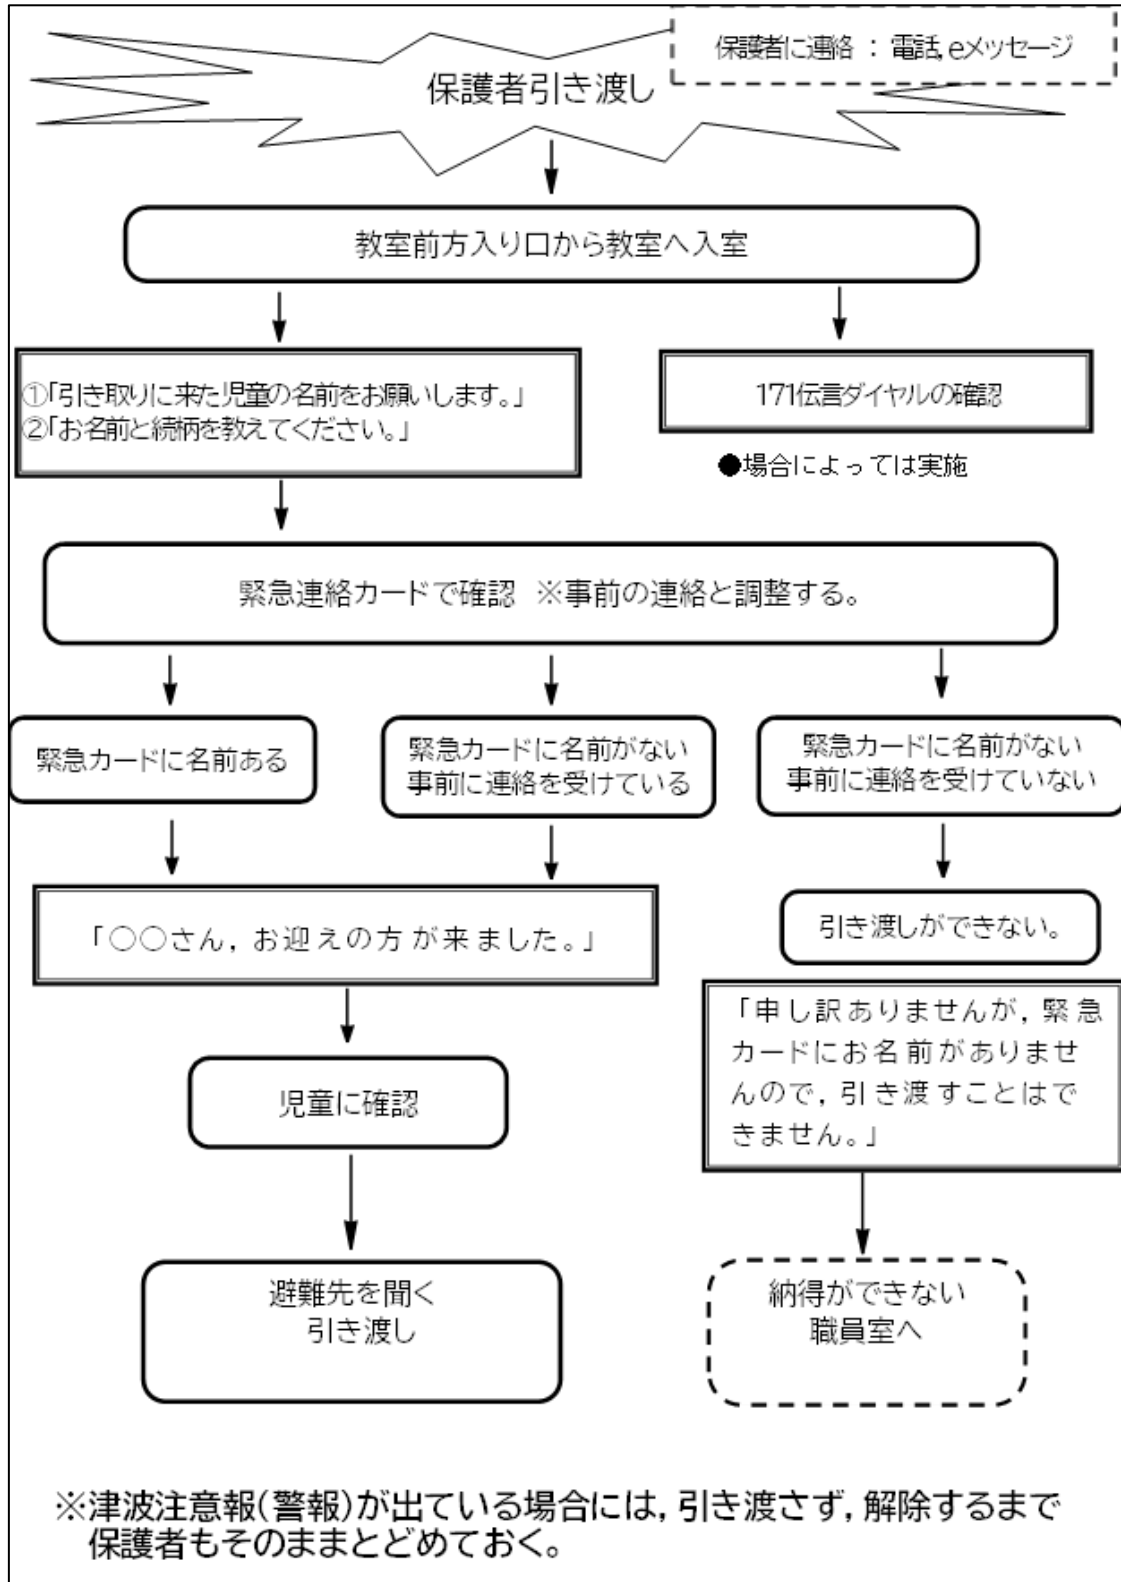 保護者に連絡 : 電話,eメッセージ
保護者引き渡し
教室前方入り口から教室へ入室
①「引き取りに来た児童の名前をお願いします。」
②「お名前と続柄を教えてください。」
171伝言ダイヤルの確認
●場合によっては実施
緊急連絡カードで確認 ※事前の連絡と調整する。
緊急カードに名前ある
緊急カードに名前がない
事前に連絡を受けている
緊急カードに名前がない
事前に連絡を受けていない
「○○さん,お迎えの方が来ました。」
引き渡しができない。
「申し訳ありませんが,緊急
カードにお名前がありませ
んので,引き渡すことはで
きません。」
児童に確認
避難先を聞く
引き渡し
納得ができない
職員室へ
※津波注意報(警報)が出ている場合には,引き渡さず,解除するまで
保護者もそのままとどめておく。